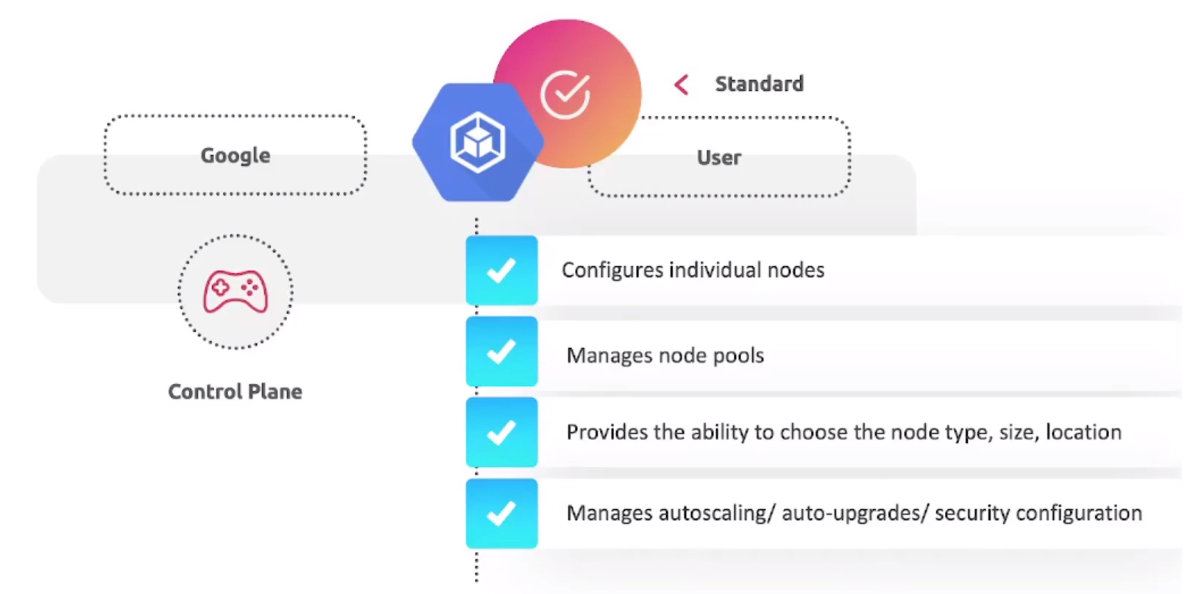 Standard
Google
User
Control Plane
Configures individual nodes
Manages node pools
Provides the ability to choose the node type, size, location
Manages autoscaling/ auto-upgrades/ security configuration